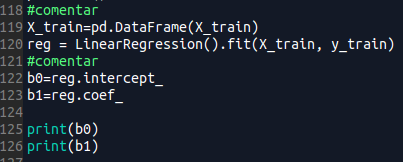 118 #comentar
119 X_train=pd.DataFrame(X_train)
120 reg = LinearRegression().fit(X_train, y_train)
121 #comentar
122 b0=reg.intercept_
123 b1=reg.coef_
124
125 print(b0)
126 print(b1)
127